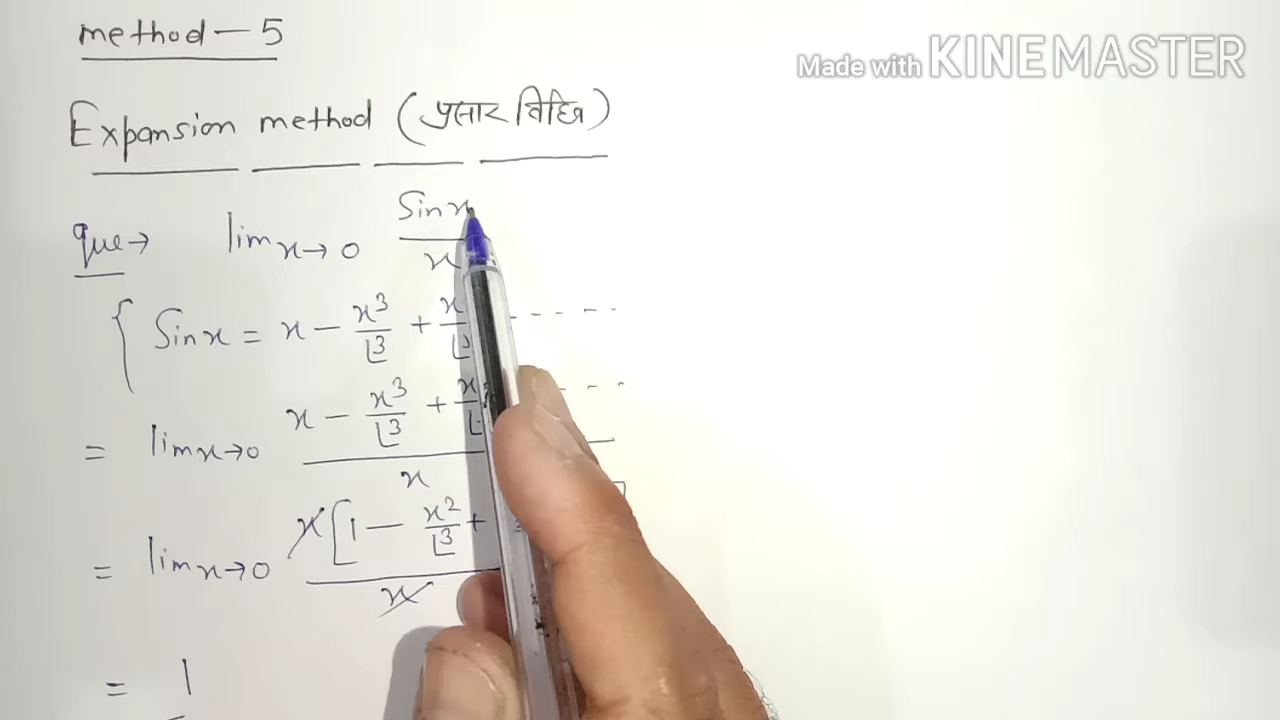 method — 5
Made with KINEMASTER
Expansion method (प्रसार विधि)
que→ lim x→0 Sin x / x
{ Sin x = x − x³/⌊3 + x - - - - -
= lim x→0 x − x³/⌊3 + x - - / x
= lim x→0 x[1 − x²/⌊3 + ] / x
= 1